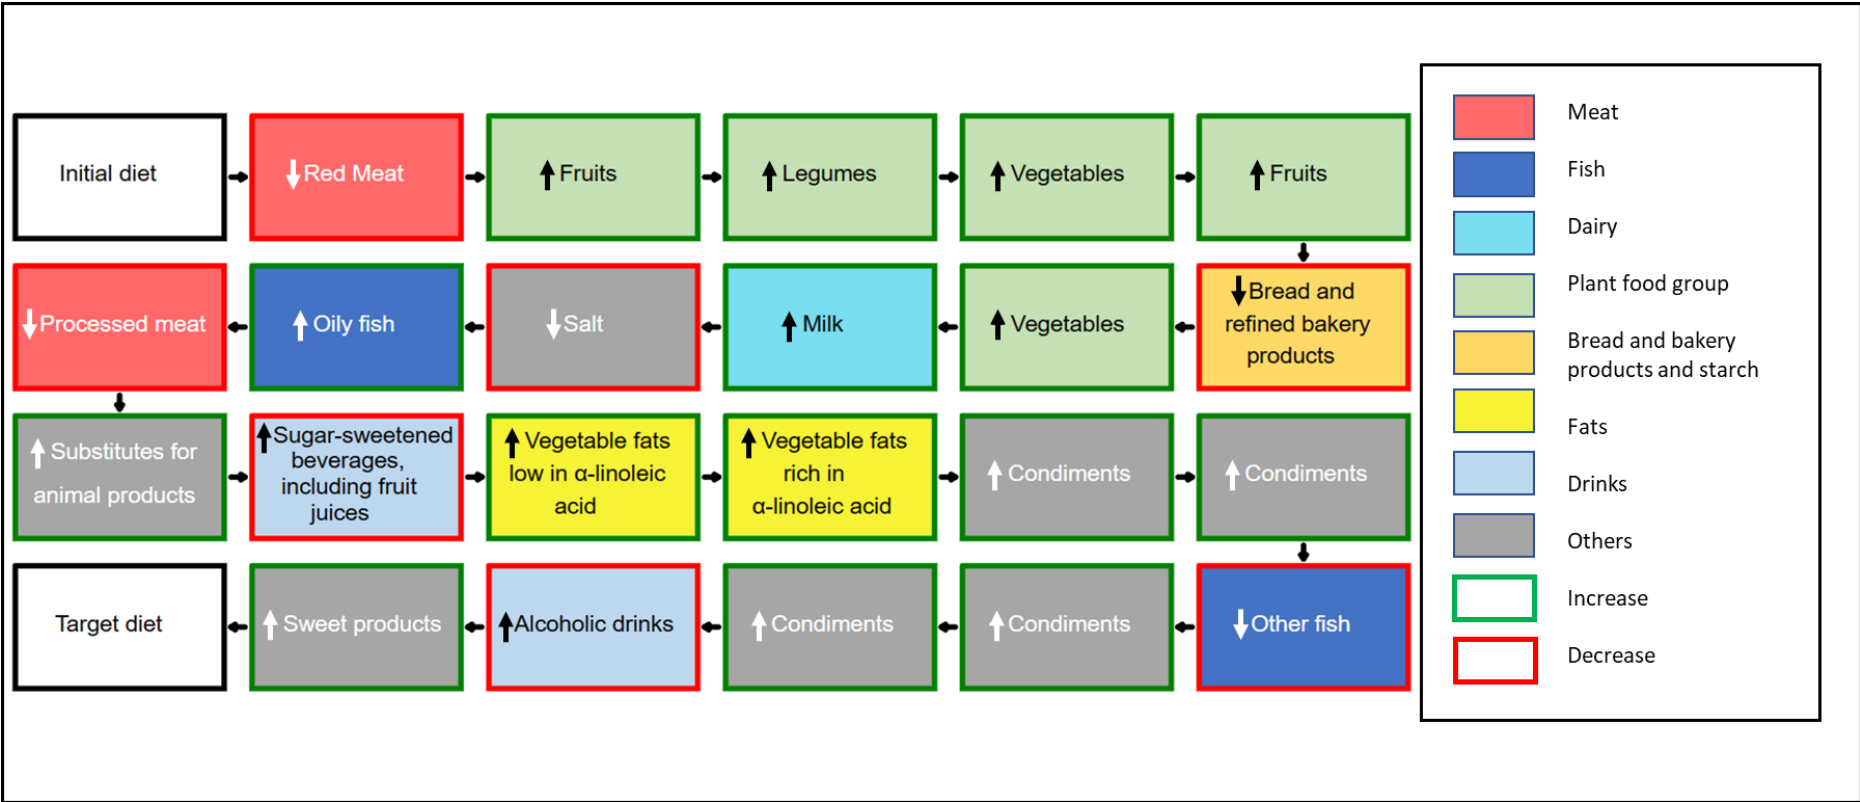 Initial diet
↓Red Meat
↑Fruits
↑Legumes
↑Vegetables
↑Fruits
↓Processed meat
↑Oily fish
↓Salt
↑Milk
↑Vegetables
↓Bread and
refined bakery
products
↑Substitutes for
animal products
↑Sugar-sweetened
beverages,
including fruit
juices
↑Vegetable fats
low in α-linoleic
acid
↑Vegetable fats
rich in
α-linoleic acid
↑Condiments
↑Condiments
Target diet
↑Sweet products
↑Alcoholic drinks
↑Condiments
↑Condiments
↓Other fish
Meat
Fish
Dairy
Plant food group
Bread and bakery
products and starch
Fats
Drinks
Others
Increase
Decrease